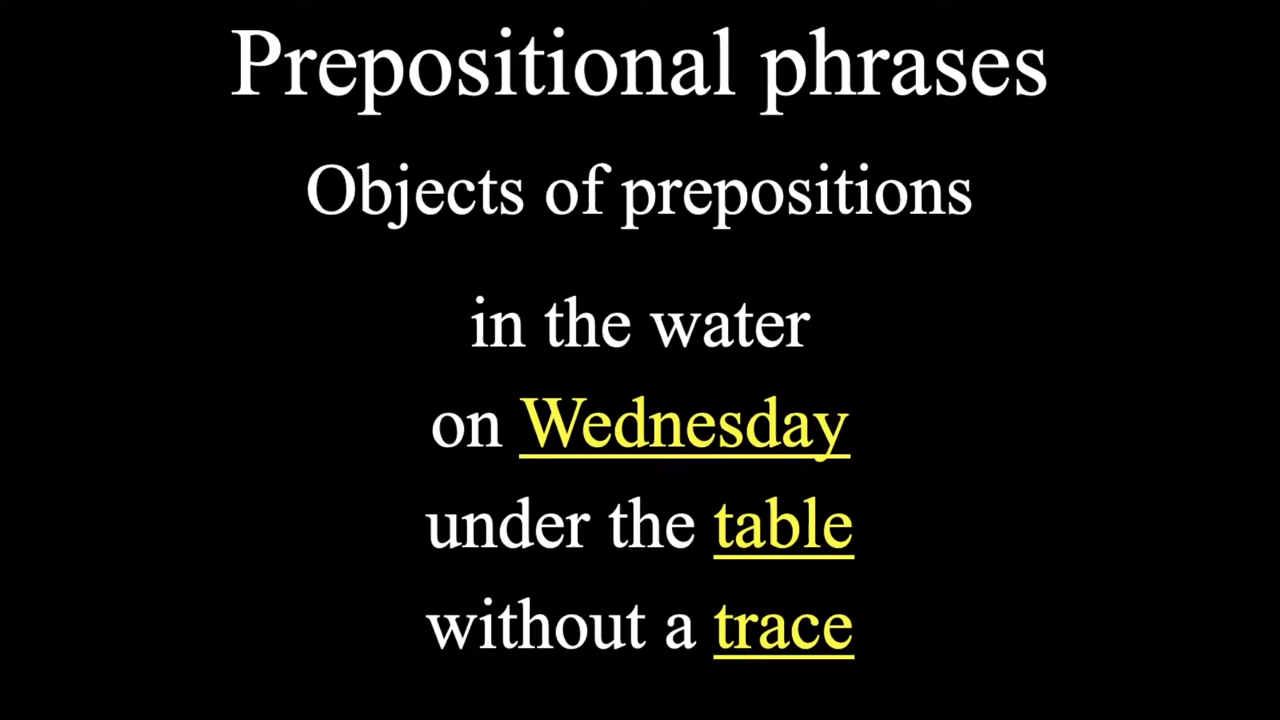 Prepositional phrases
Objects of prepositions
in the water
on Wednesday
under the table
without a trace